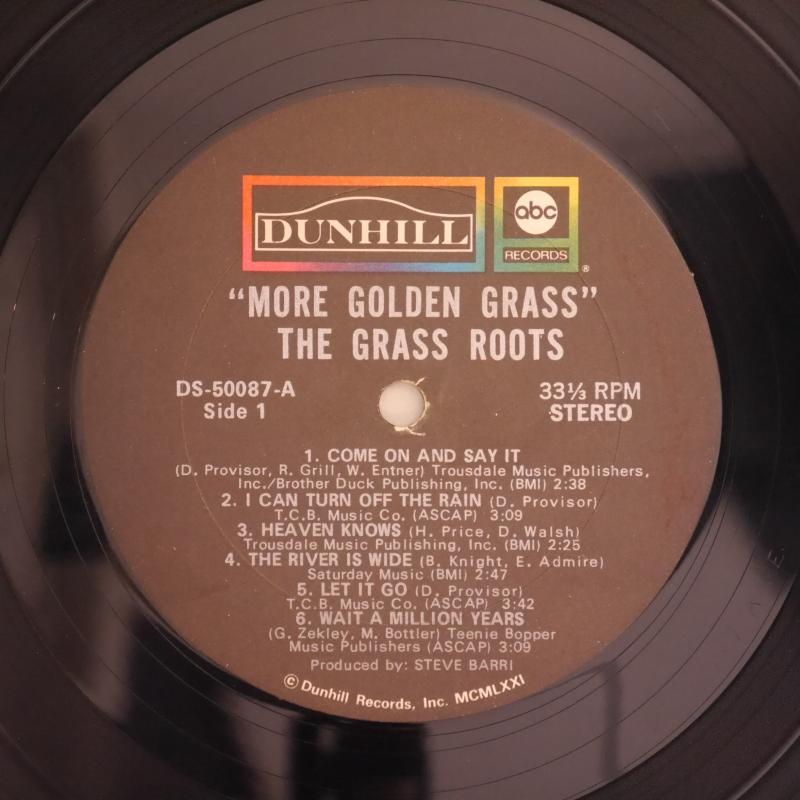 DUNHILL
abc
RECORDS
®
"MORE GOLDEN GRASS"
THE GRASS ROOTS
DS-50087-A
Side 1
33⅓ RPM
STEREO
1. COME ON AND SAY IT
(D. Provisor, R. Grill, W. Entner) Trousdale Music Publishers,
Inc./Brother Duck Publishing, Inc. (BMI) 2:38
2. I CAN TURN OFF THE RAIN (D. Provisor)
T.C.B. Music Co. (ASCAP) 3:09
3. HEAVEN KNOWS (H. Price, D. Walsh)
Trousdale Music Publishing, Inc. (BMI) 2:25
4. THE RIVER IS WIDE (B. Knight, E. Admire)
Saturday Music (BMI) 2:47
5. LET IT GO (D. Provisor)
T.C.B. Music Co. (ASCAP) 3:42
6. WAIT A MILLION YEARS
(G. Zekley, M. Bottler) Teenie Bopper
Music Publishers (ASCAP) 3:09
Produced by: STEVE BARRI
©Dunhill Records, Inc. MCMLXXI